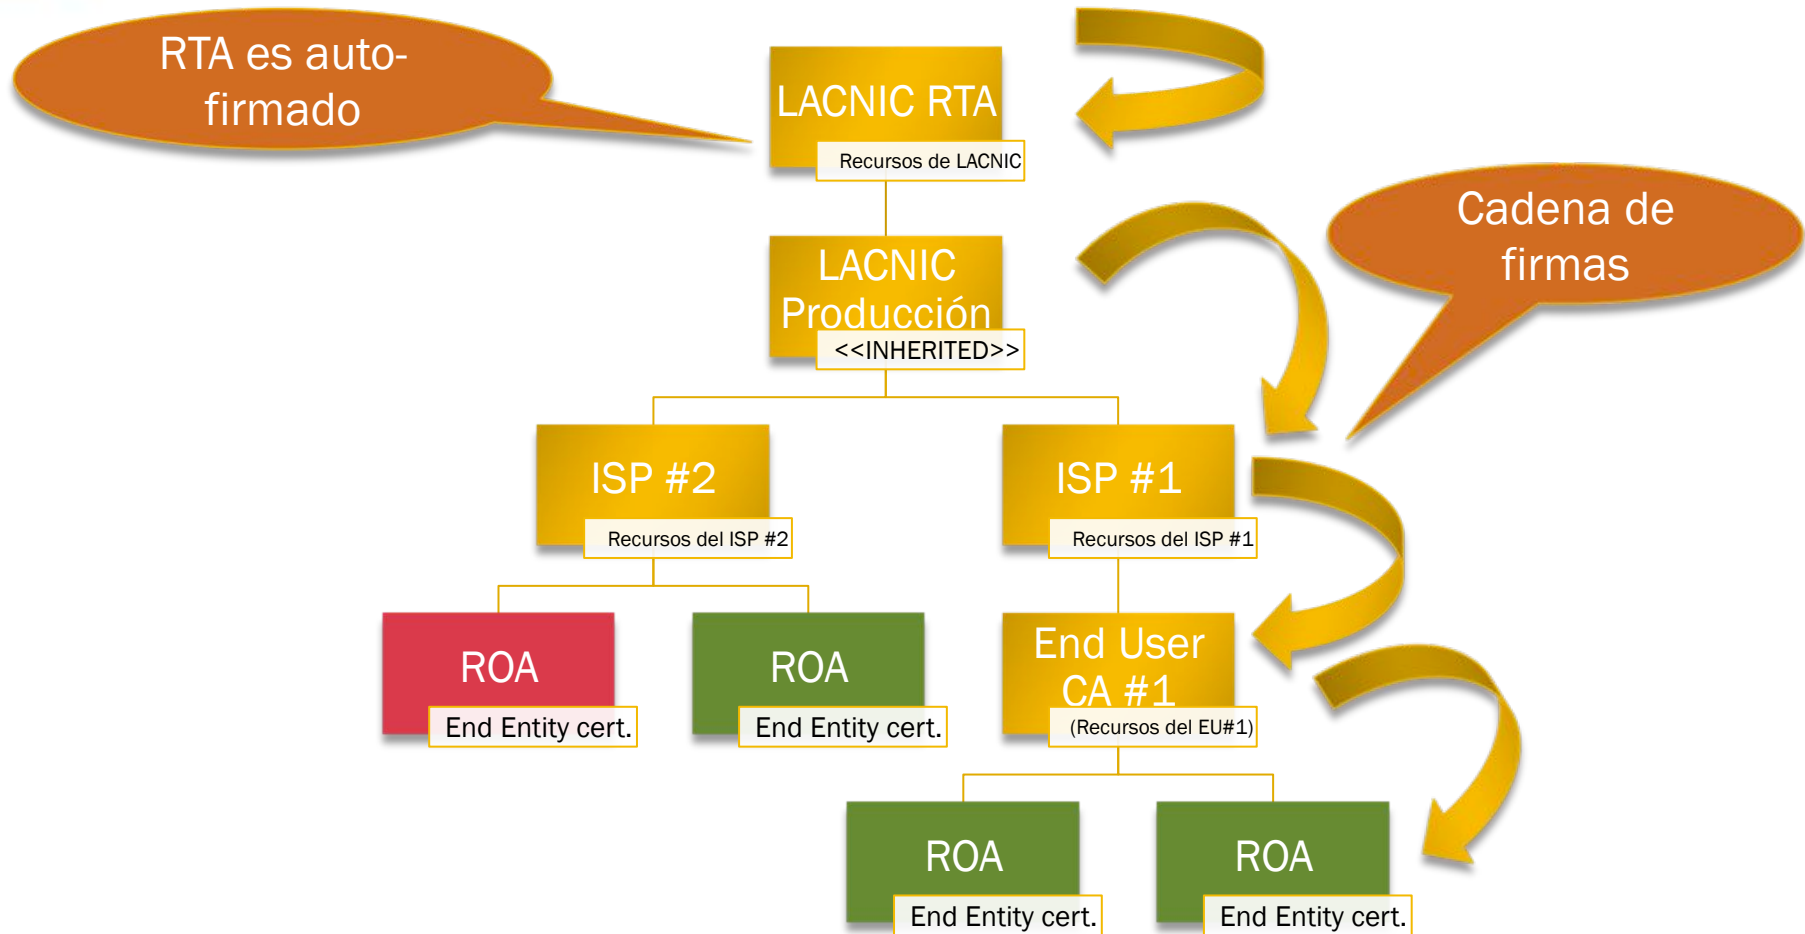 RTA es auto-
firmado
LACNIC RTA
Recursos de LACNIC
Cadena de
firmas
LACNIC
Producción
<<INHERITED>>
ISP #2
Recursos del ISP #2
ISP #1
Recursos del ISP #1
ROA
End Entity cert.
ROA
End Entity cert.
End User
CA #1
(Recursos del EU#1)
ROA
End Entity cert.
ROA
End Entity cert.